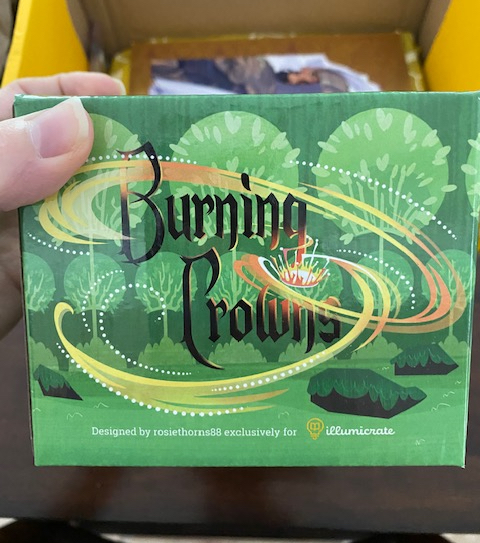 Burning
Crowns
Designed by rosiethorns88 exclusively for illumicrate